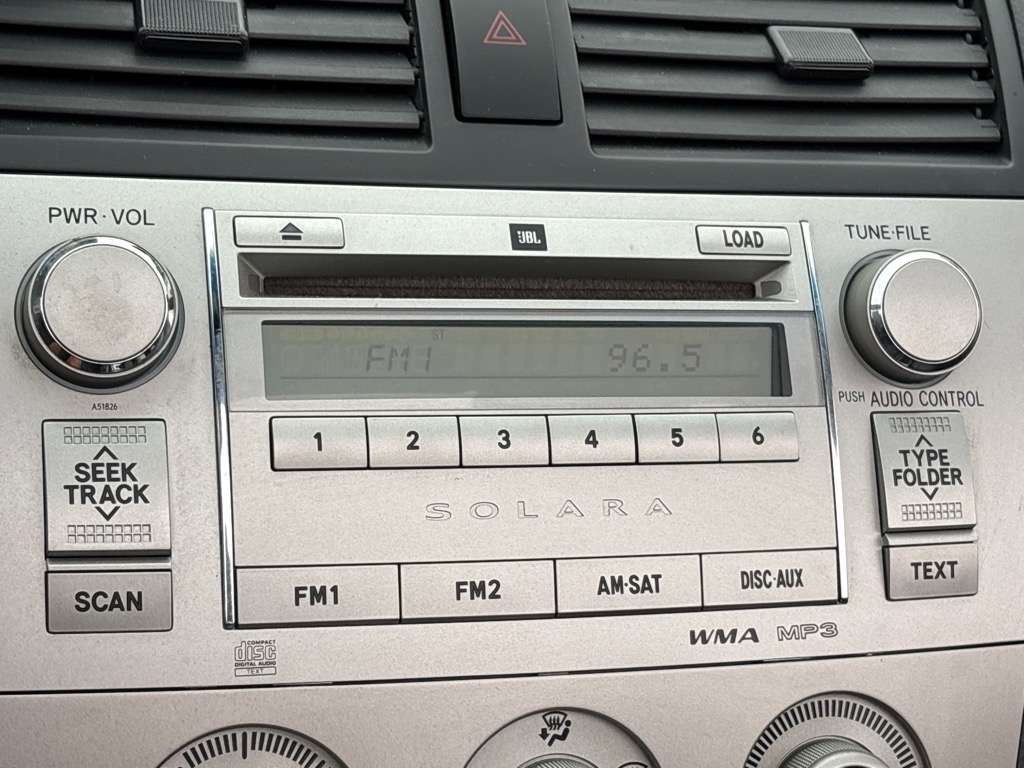 PWR·VOL
JBL
LOAD
TUNE·FILE
ST
FM1 96.5
A51826
PUSH AUDIO CONTROL
1 2 3 4 5 6
SEEK
TRACK
TYPE
FOLDER
SOLARA
SCAN
FM1 FM2 AM·SAT DISC·AUX
TEXT
WMA MP3
COMPACT
disc
DIGITAL AUDIO
TEXT